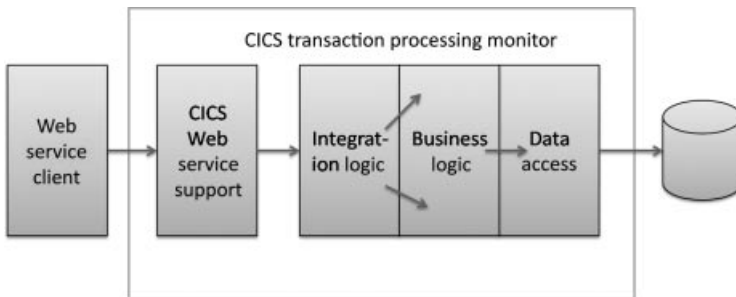 CICS transaction processing monitor
Web
service
client
CICS
Web
service
support
Integrat-
ion logic
Business
logic
Data
access